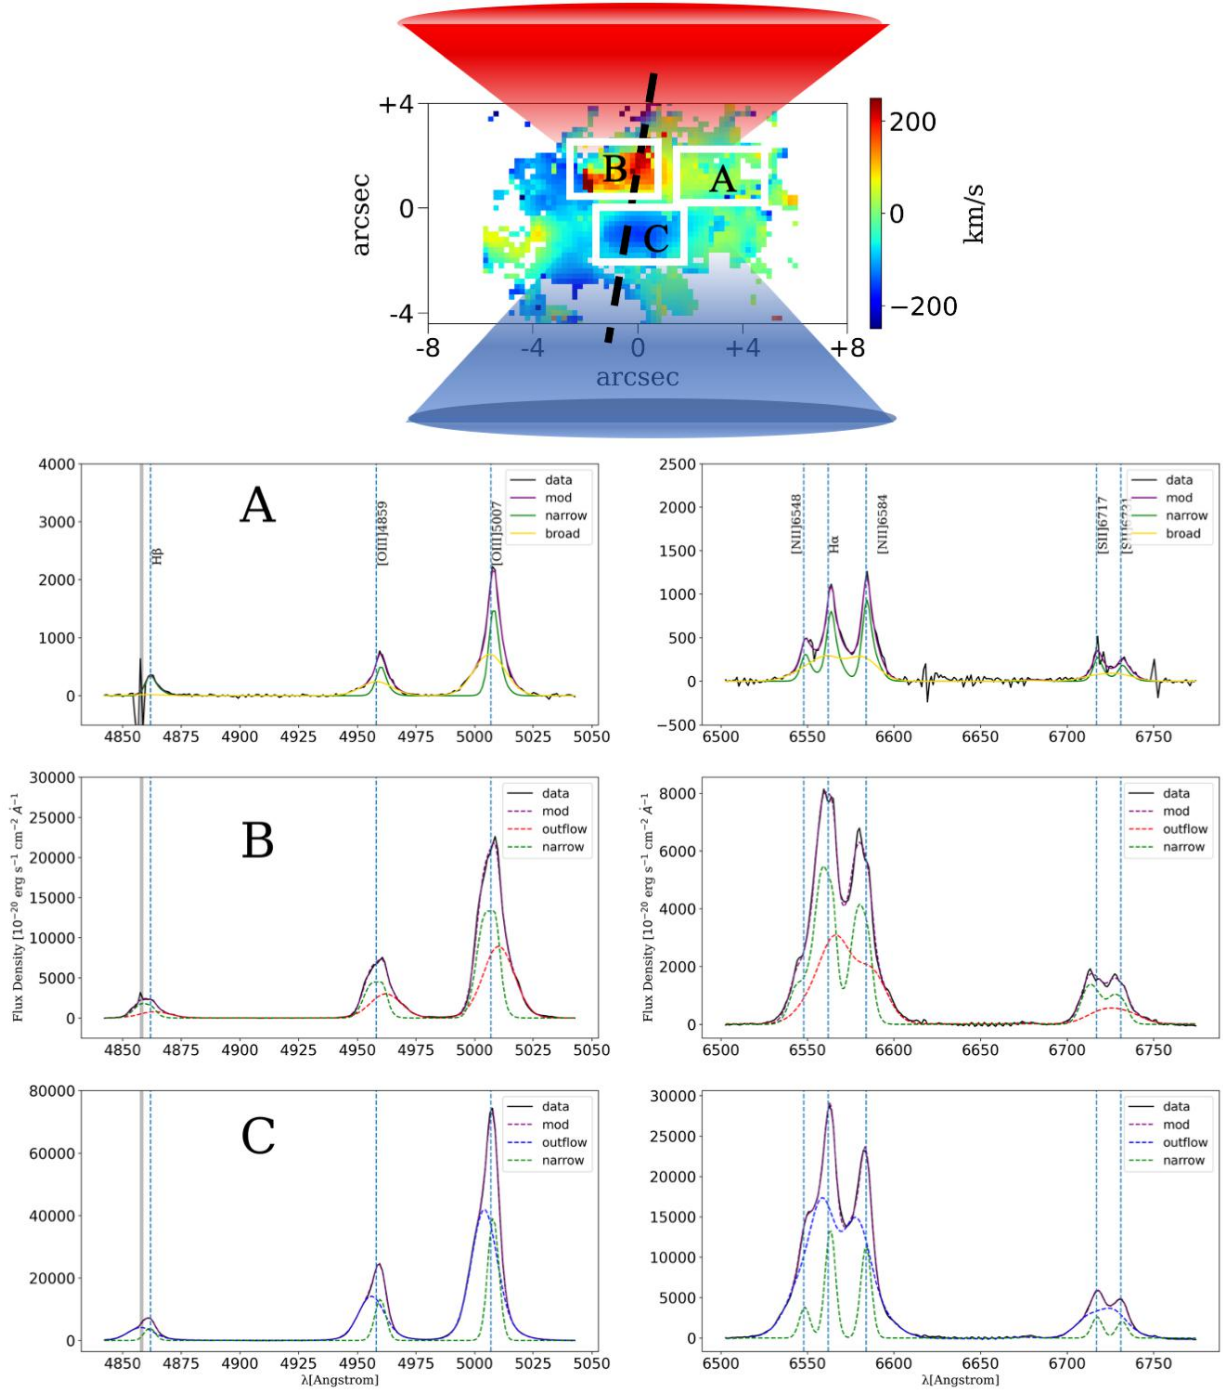 +4
0
-4
arcsec
B
A
C
-8
-4
0
+4
+8
arcsec
200
0
−200
km/s
A
4000
3000
2000
1000
0
Hβ
[OIII]4859
[OIII]5007
data
mod
narrow
broad
4850 4875 4900 4925 4950 4975 5000 5025 5050
2500
2000
1500
1000
500
0
−500
[NII]6548
Hα
[NII]6584
[SII]6717
data
mod
narrow
broad
6500 6550 6600 6650 6700 6750
B
Flux Density [10⁻²⁰ erg s⁻¹ cm⁻² Å⁻¹
30000
25000
20000
15000
10000
5000
0
data
mod
outflow
narrow
4850 4875 4900 4925 4950 4975 5000 5025 5050
Flux Density [10⁻²⁰ erg s⁻¹ cm⁻² Å⁻¹
8000
6000
4000
2000
0
data
mod
outflow
narrow
6500 6550 6600 6650 6700 6750
C
80000
60000
40000
20000
0
data
mod
outflow
narrow
4850 4875 4900 4925 4950 4975 5000 5025 5050
λ[Angstrom]
30000
25000
20000
15000
10000
5000
0
data
mod
outflow
narrow
6500 6550 6600 6650 6700 6750
λ[Angstrom]